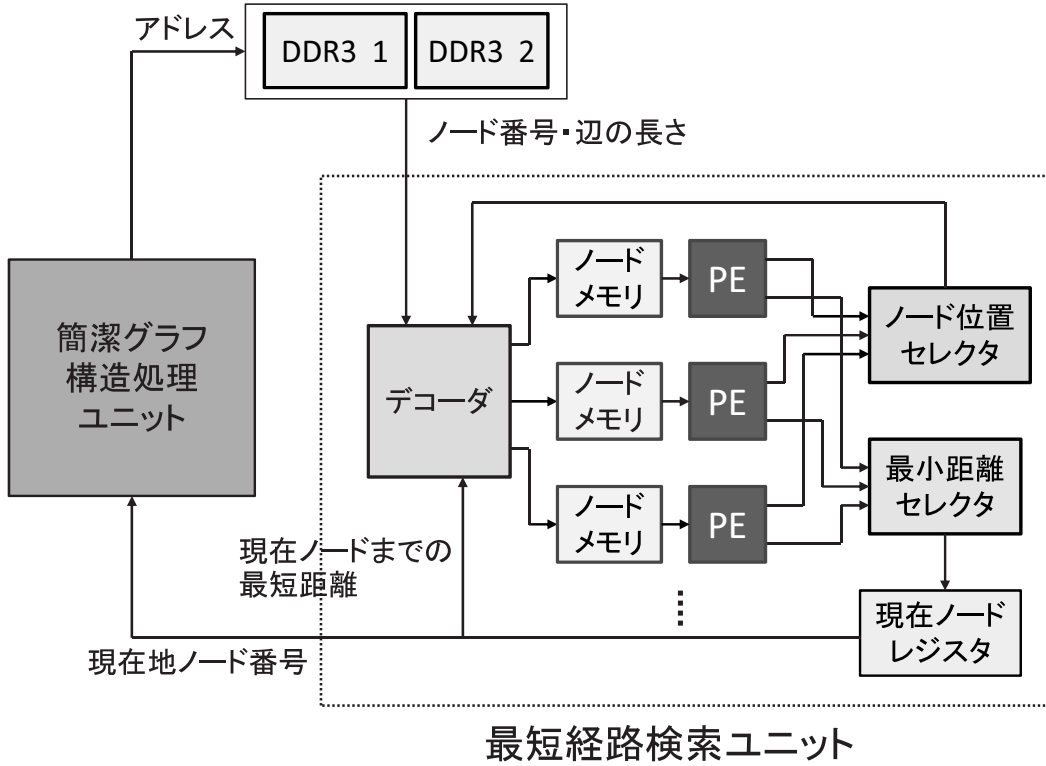 アドレス
DDR3 1
DDR3 2
ノード番号・辺の長さ
簡潔グラフ
構造処理
ユニット
デコーダ
ノード
メモリ
PE
ノード
メモリ
PE
ノード
メモリ
PE
ノード位置
セレクタ
最小距離
セレクタ
現在ノードまでの
最短距離
現在ノード
レジスタ
現在地ノード番号
最短経路検索ユニット